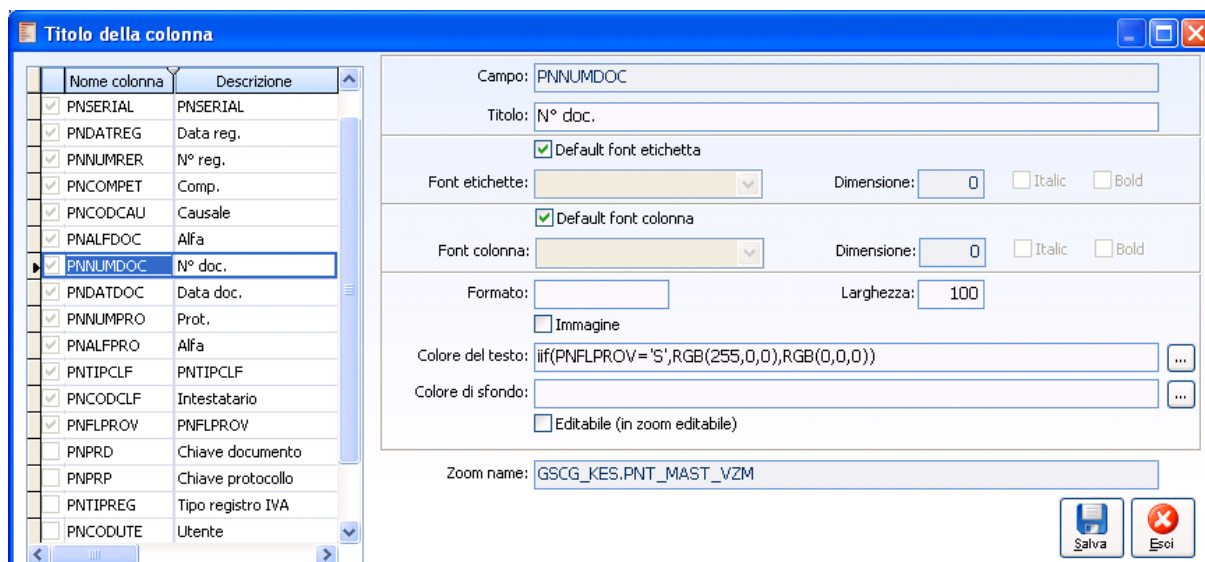 Titolo della colonna
Nome colonna Descrizione
PNSERIAL PNSERIAL
PNDATREG Data reg.
PNNUMRER N° reg.
PNCOMPET Comp.
PNCODCAU Causale
PNALFDOC Alfa
PNNUMDOC N° doc.
PNDATDOC Data doc.
PNNUMPRO Prot.
PNALFPRO Alfa
PNTIPCLF PNTIPCLF
PNCODCLF Intestatario
PNFLPROV PNFLPROV
PNPRD Chiave documento
PNPRP Chiave protocollo
PNTIPREG Tipo registro IVA
PNCODUTE Utente
Campo: PNNUMDOC
Titolo: N° doc.
Default font etichetta
Font etichette: Dimensione: 0 Italic Bold
Default font colonna
Font colonna: Dimensione: 0 Italic Bold
Formato: Larghezza: 100
Immagine
Colore del testo: iif(PNFLPROV='S',RGB(255,0,0),RGB(0,0,0)) ...
Colore di sfondo: ...
Editabile (in zoom editabile)
Zoom name: GSCG_KES.PNT_MAST_VZM
Salva Esci